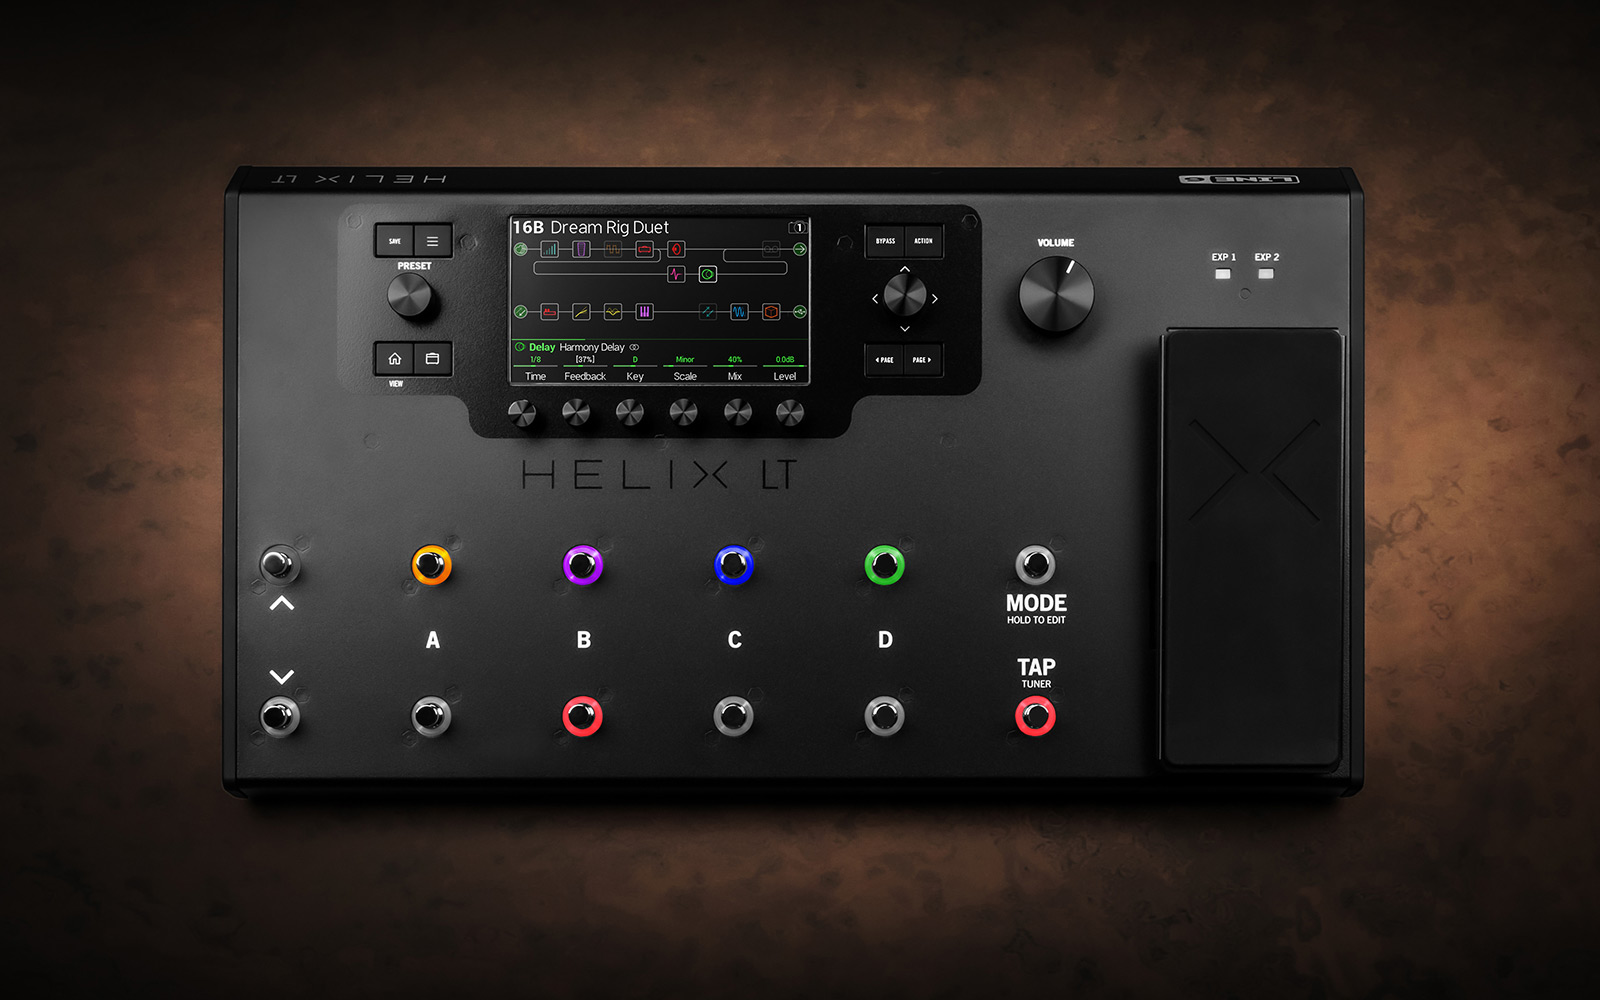 HELIX LT
LINE 6
SAVE
PRESET
VIEW
16B Dream Rig Duet
1
Delay Harmony Delay
1/8 [37%] D Minor 40% 0.0dB
Time Feedback Key Scale Mix Level
BYPASS ACTION
PAGE PAGE
VOLUME
EXP 1 EXP 2
HELIX LT
A B C D
MODE
HOLD TO EDIT
TAP
TUNER